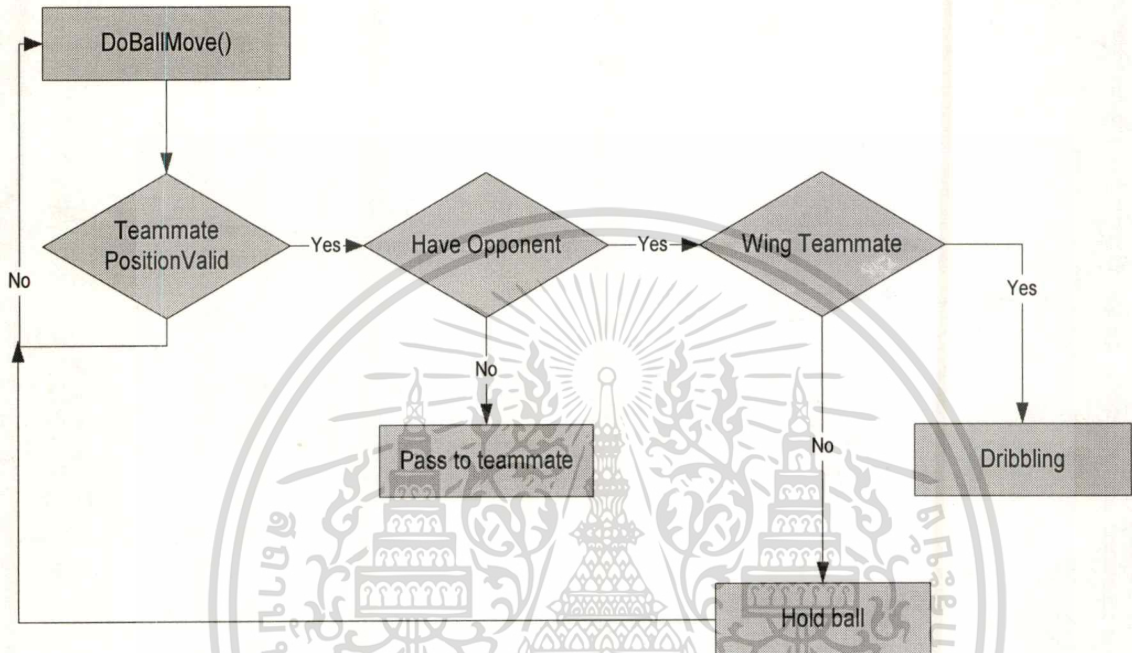 DoBallMove()
Teammate
PositionValid
Yes
Have Opponent
Yes
Wing Teammate
Yes
No
No
Pass to teammate
No
Dribbling
Hold ball